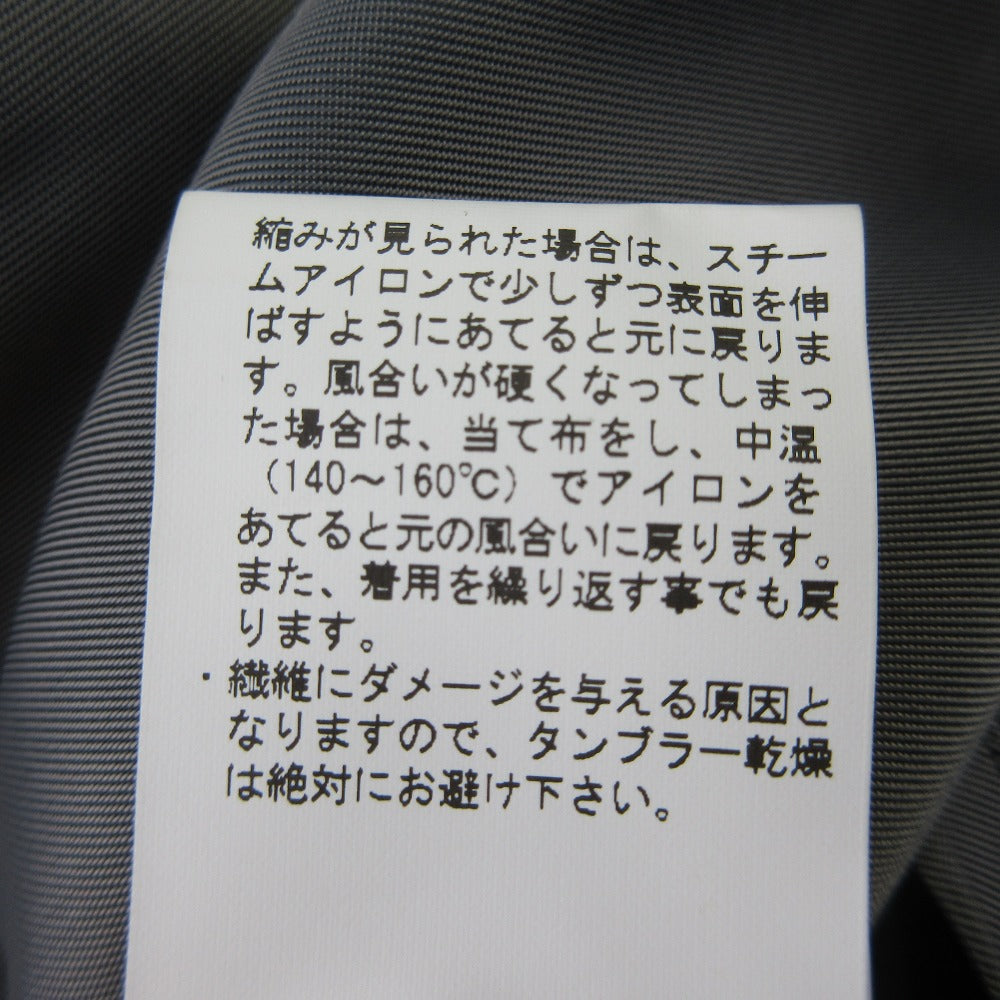 縮みが見られた場合は、スチー
ムアイロンで少しずつ表面を伸
ばすようにあてると元に戻りま
す。風合いが硬くなってしまっ
た場合は、当て布をし、中温
（140～160℃）でアイロンを
あてると元の風合いに戻ります。
また、着用を繰り返す事でも戻
ります。
・繊維にダメージを与える原因と
なりますので、タンブラー乾燥
は絶対にお避け下さい。